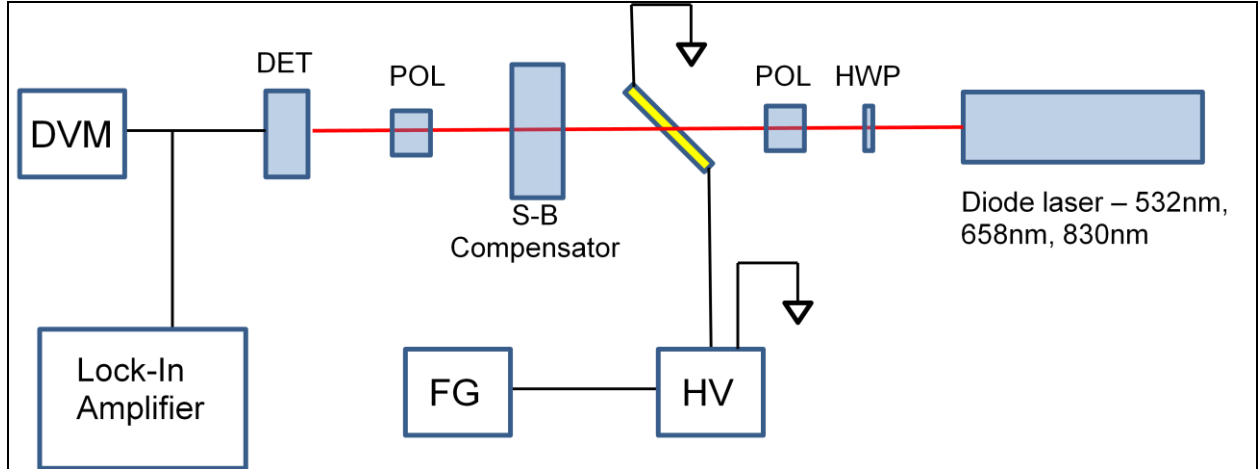 DET
POL
POL
HWP
DVM
S-B
Compensator
Diode laser – 532nm,
658nm, 830nm
Lock-In
Amplifier
FG
HV